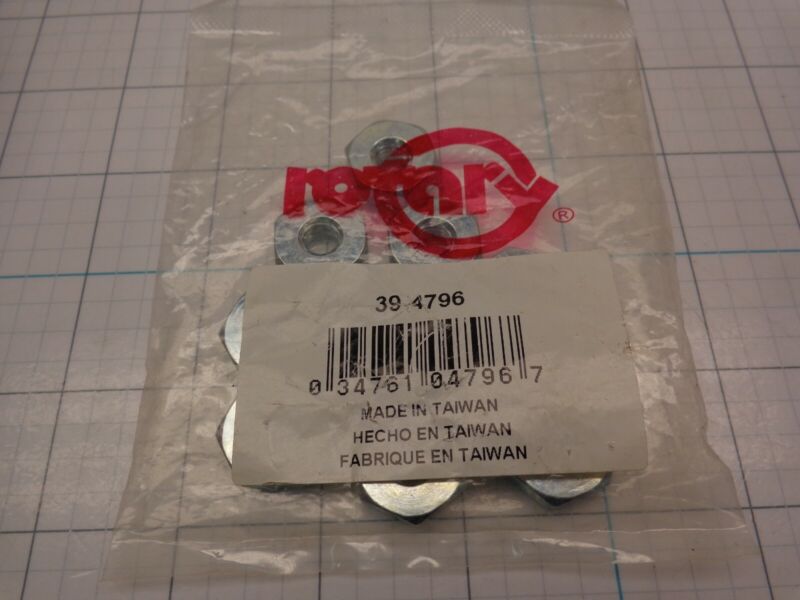 rotary
®
39 4796
0 34761 04796 7
MADE IN TAIWAN
HECHO EN TAIWAN
FABRIQUE EN TAIWAN